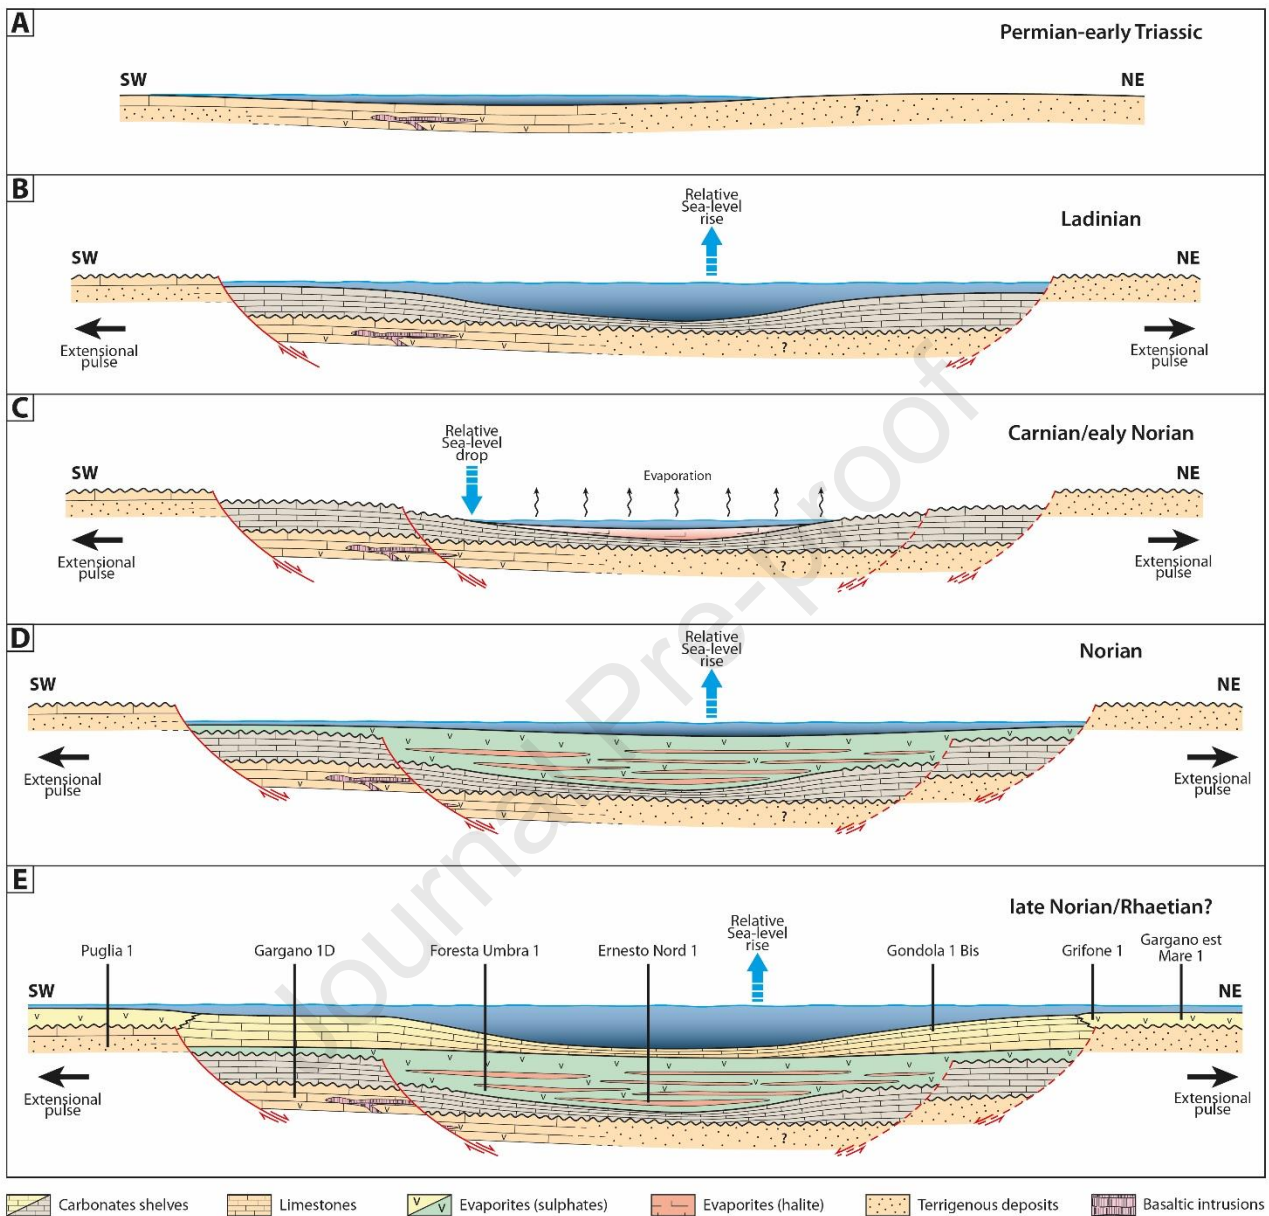 A
Permian-early Triassic
SW
NE
?
v
v
v
B
Relative
Sea-level
rise
Ladinian
SW
NE
Extensional
pulse
Extensional
pulse
v
v
v
?
C
Relative
Sea-level
drop
Carnian/ealy Norian
SW
NE
Evaporation
Extensional
pulse
Extensional
pulse
v
v
v
?
D
Relative
Sea-level
rise
Norian
SW
NE
Extensional
pulse
Extensional
pulse
?
E
late Norian/Rhaetian?
Relative
Sea-level
rise
Puglia 1
Gargano 1D
Foresta Umbra 1
Ernesto Nord 1
Gondola 1 Bis
Grifone 1
Gargano est
Mare 1
SW
NE
Extensional
pulse
Extensional
pulse
?
Journal Pre-proof
Carbonates shelves
Limestones
v
v
Evaporites (sulphates)
Evaporites (halite)
Terrigenous deposits
Basaltic intrusions